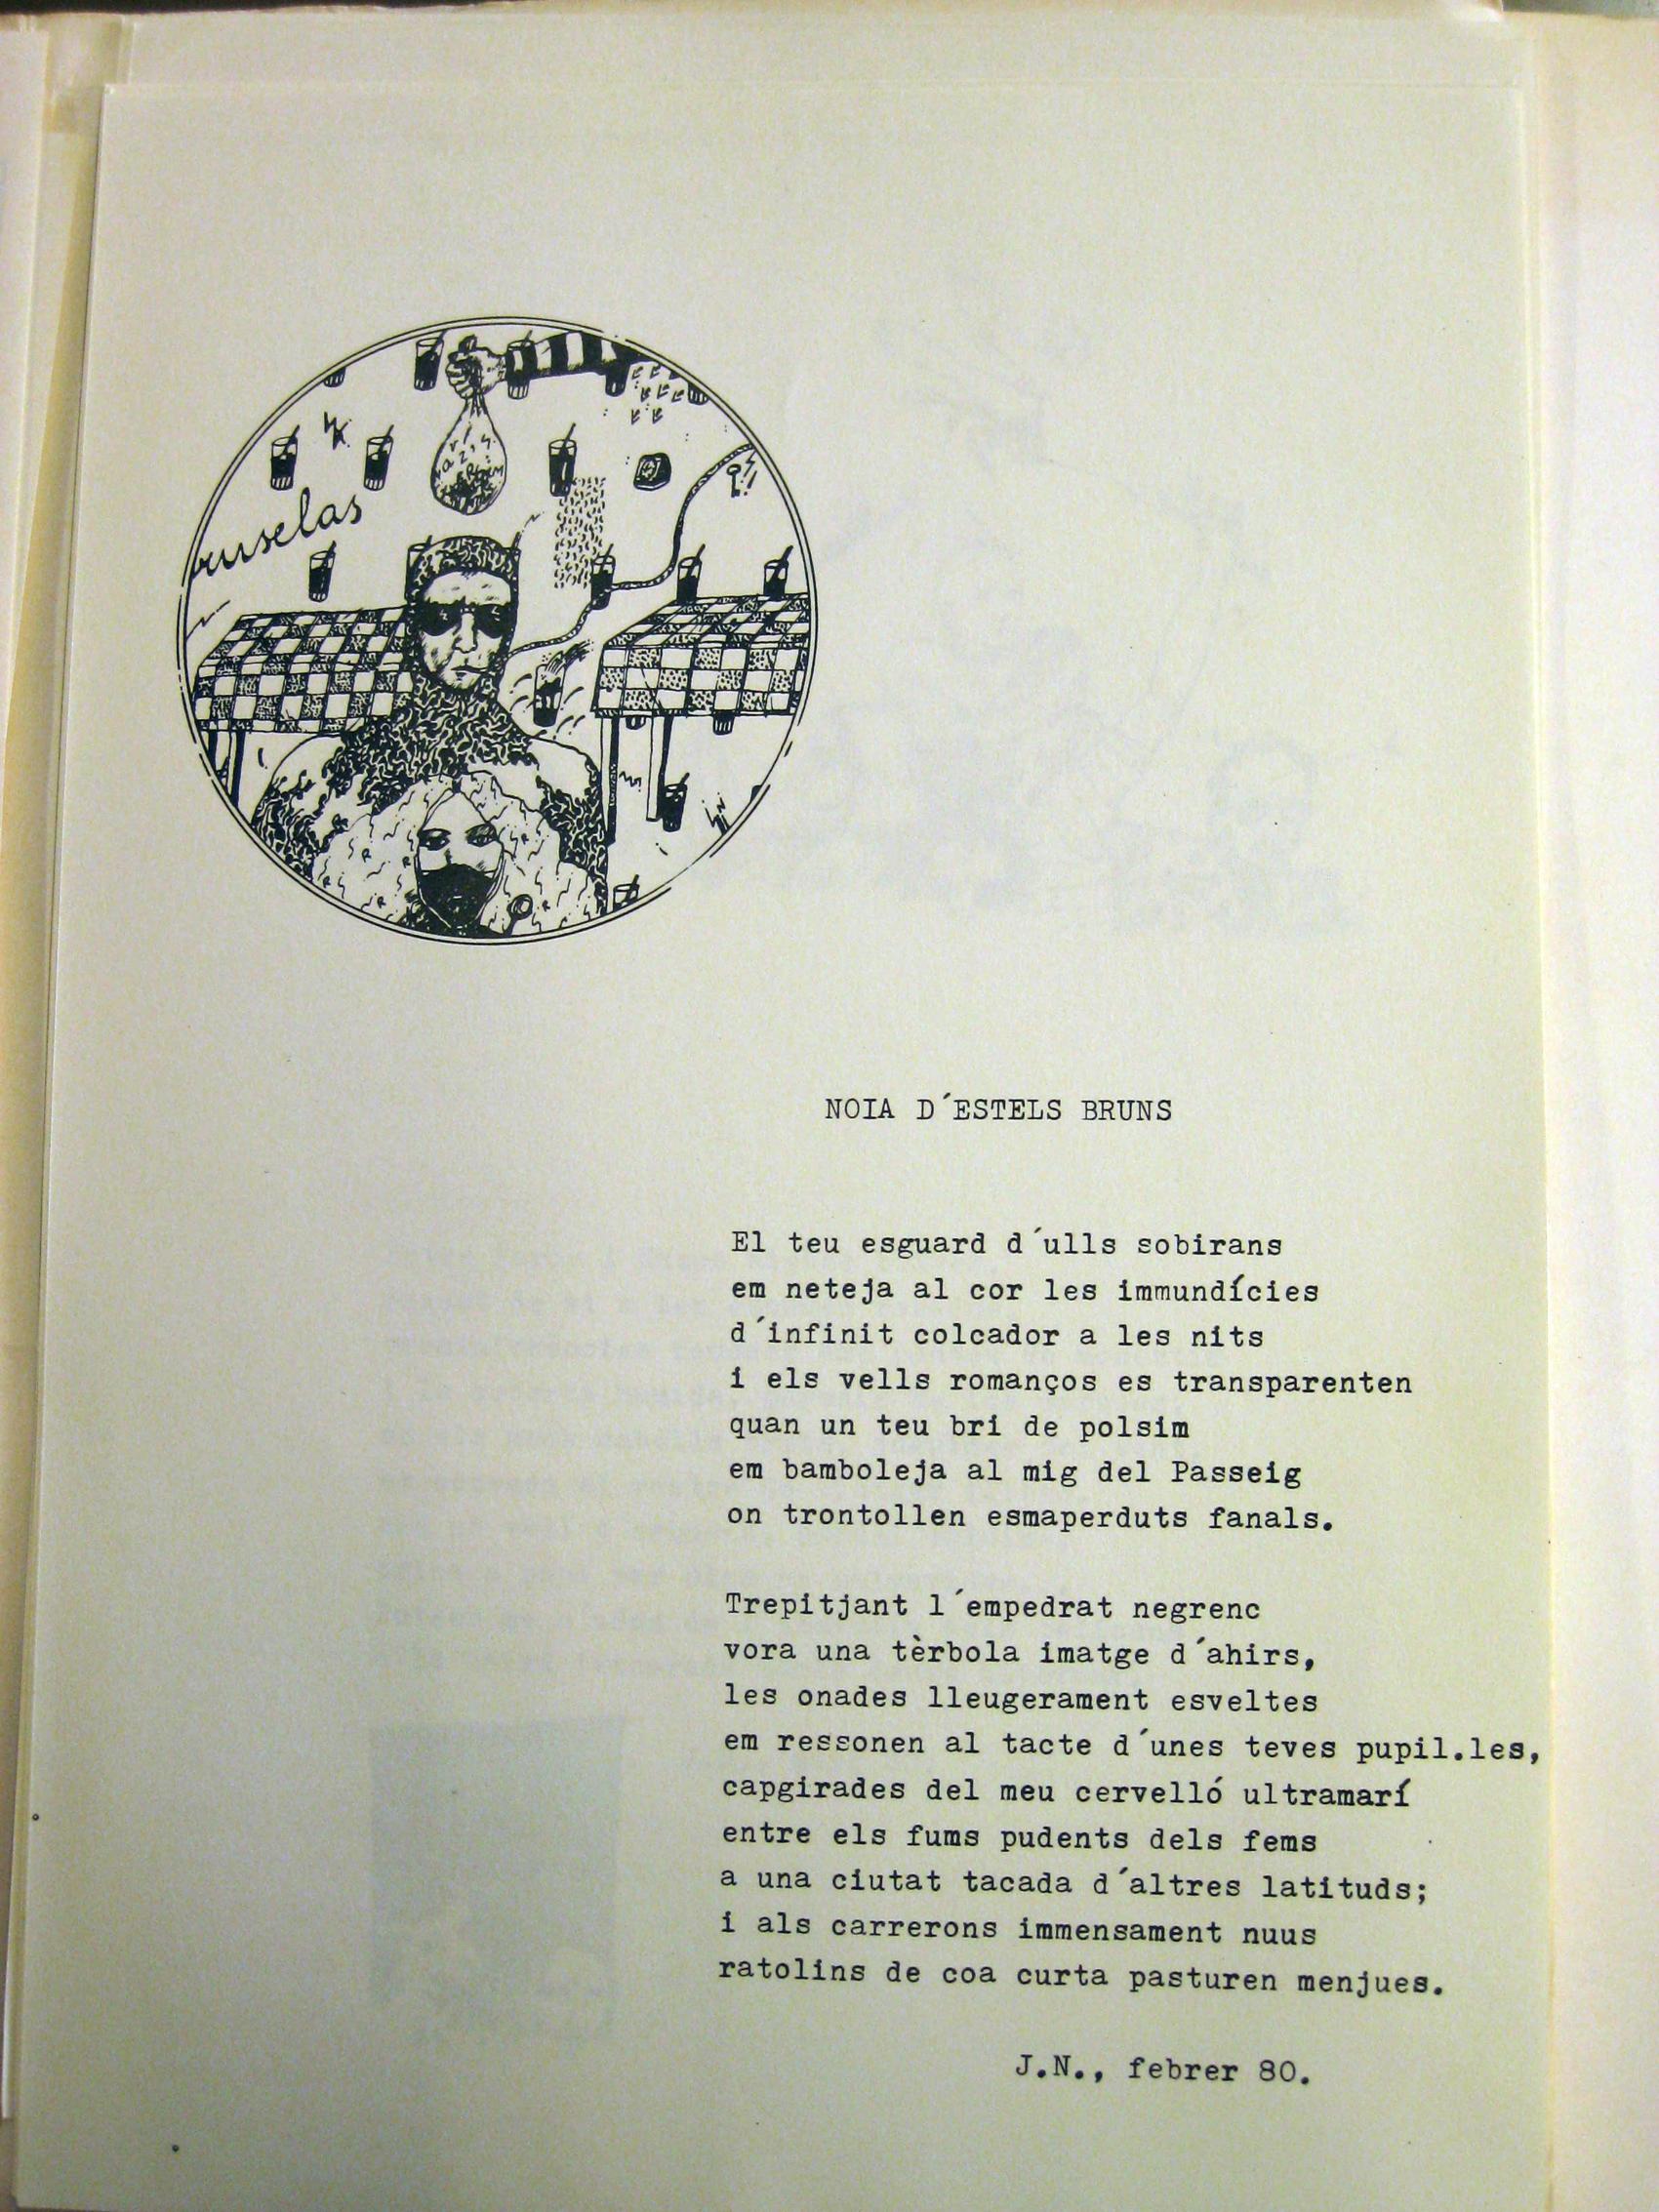 NOIA D´ESTELS BRUNS
El teu esguard d´ulls sobirans
em neteja al cor les immundícies
d´infinit colcador a les nits
i els vells romanços es transparenten
quan un teu bri de polsim
em bamboleja al mig del Passeig
on trontollen esmaperduts fanals.
Trepitjant l´empedrat negrenc
vora una tèrbola imatge d´ahirs,
les onades lleugerament esveltes
em ressonen al tacte d´unes teves pupil.les,
capgirades del meu cervelló ultramarí
entre els fums pudents dels fems
a una ciutat tacada d´altres latituds;
i als carrerons immensament nuus
ratolins de coa curta pasturen menjues.
J.N., febrer 80.